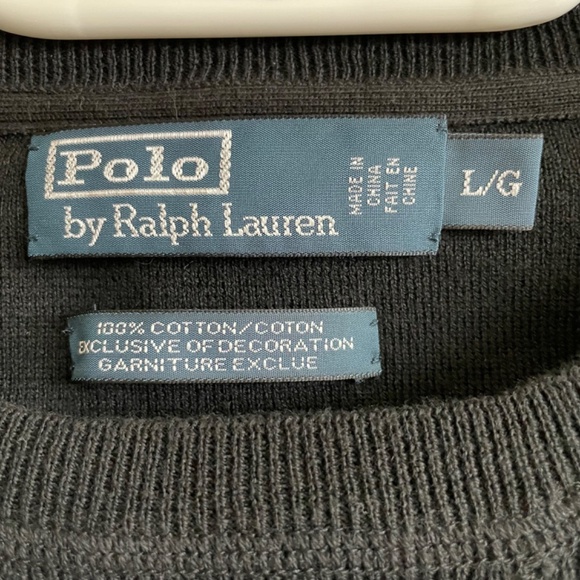 Polo
by Ralph Lauren
MADE IN
CHINA
FAIT EN
CHINE
L/G
100% COTTON/COTON
EXCLUSIVE OF DECORATION
GARNITURE EXCLUE